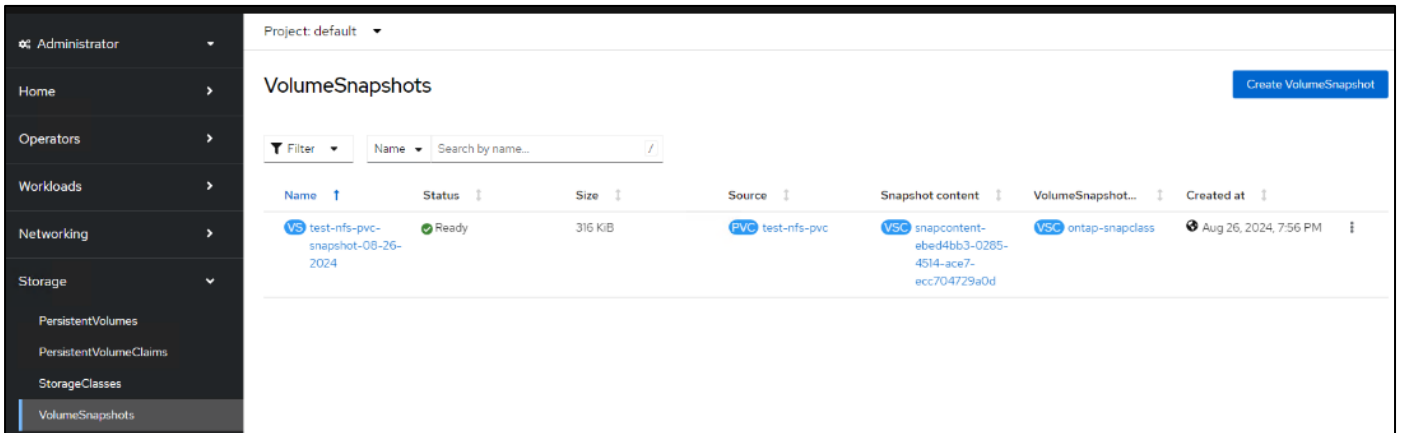 Administrator
Home
Operators
Workloads
Networking
Storage
PersistentVolumes
PersistentVolumeClaims
StorageClasses
VolumeSnapshots
Project: default
VolumeSnapshots
Create VolumeSnapshot
Filter Name Search by name... /
Name Status Size Source Snapshot content VolumeSnapshot... Created at
VS test-nfs-pvc- Ready 316 KiB PVC test-nfs-pvc VSC snapcontent- VSC ontap-snapclass Aug 26, 2024, 7:56 PM
snapshot-08-26- ebed4bb3-0285-
2024 4514-ace7-
ecc704729a0d